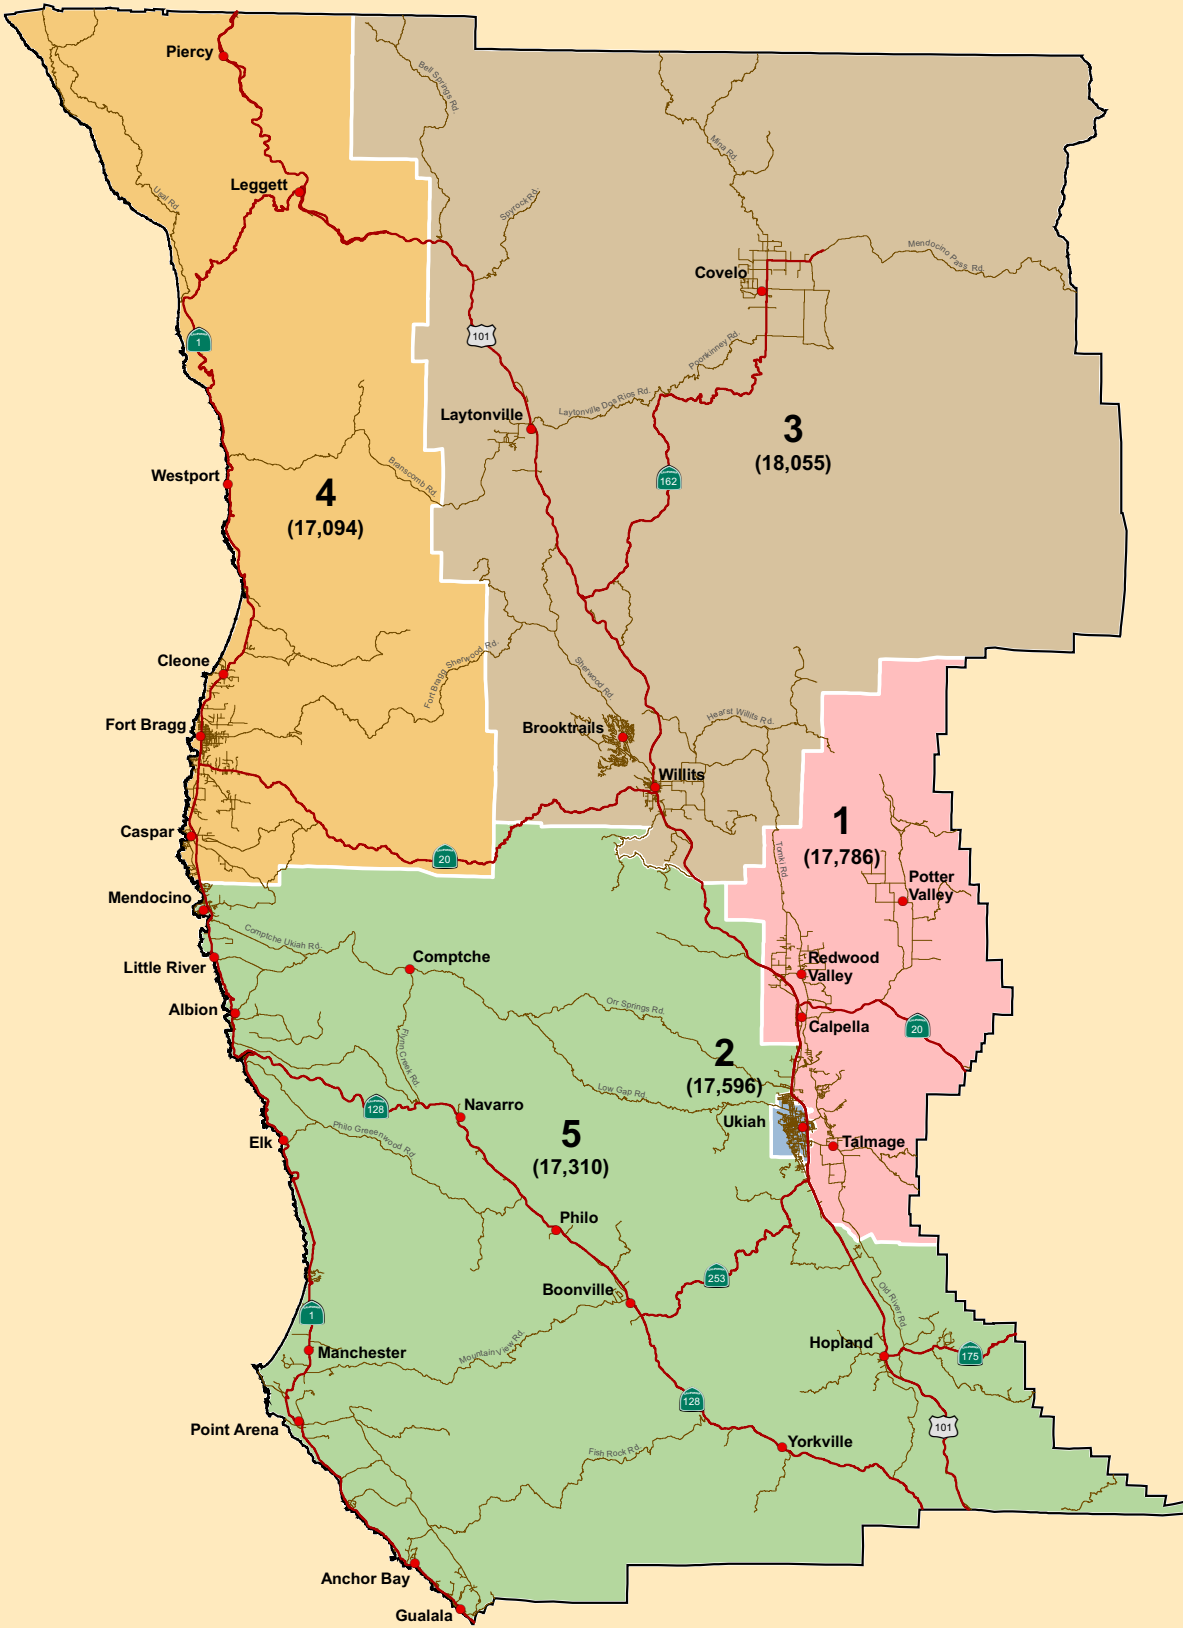 Piercy
Bell Springs Rd.
Mina Rd.
Leggett
Usal Rd.
Spyrock Rd.
Mendocino Pass Rd.
Covelo
1
101
Poonkinney Rd.
Laytonville Dos Rios Rd.
Laytonville
3
(18,055)
Branscomb Rd.
Westport
162
4
(17,094)
Cleone
Fort Bragg Sherwood Rd.
Sherwood Rd.
Hearst Willits Rd.
Fort Bragg
Brooktrails
Willits
Caspar
20
Tomki Rd.
1
(17,786)
Potter
Valley
Mendocino
Comptche Ukiah Rd.
Comptche
Little River
Redwood
Valley
Albion
Orr Springs Rd.
Calpella
20
Flynn Creek Rd.
2
(17,596)
Low Gap Rd.
128
Navarro
Ukiah
Talmage
Elk
Philo Greeenwood Rd.
5
(17,310)
Philo
253
Boonville
Old River Rd.
1
Manchester
Mountain View Rd.
Hopland
175
128
Point Arena
101
Yorkville
Fish Rock Rd.
Anchor Bay
Gualala